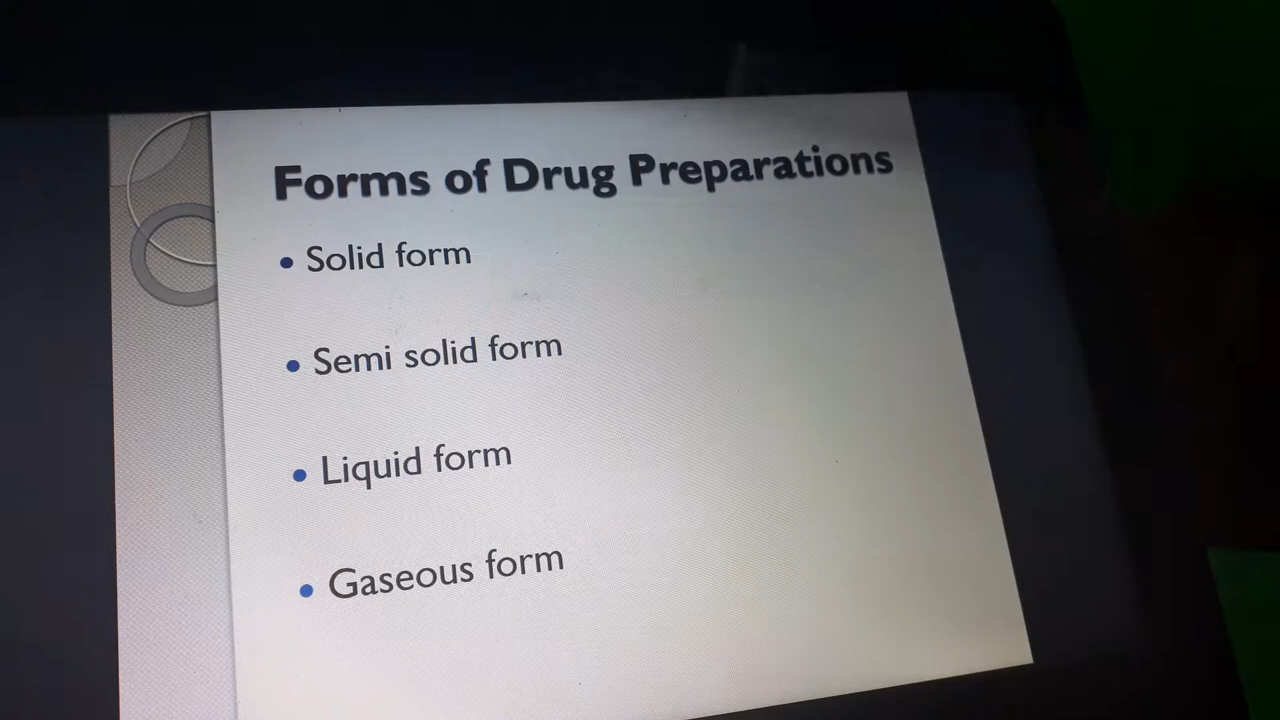 Forms of Drug Preparations
• Solid form
• Semi solid form
• Liquid form
• Gaseous form